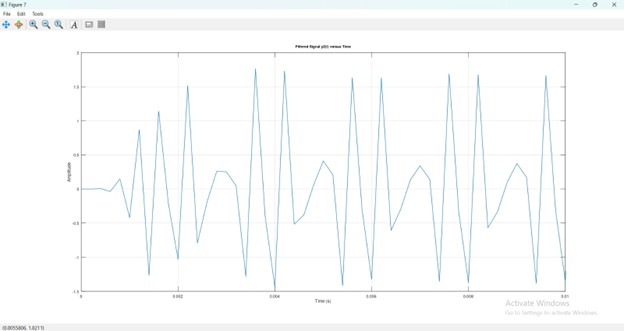 Figure 7
File Edit Tools
A
Filtered Signal y(t) versus Time
2
1.5
1
0.5
0
-0.5
-1
-1.5
Amplitude
0 0.002 0.004 0.006 0.008 0.01
Time (s)
Activate Windows
Go to Settings to activate Windows.
(0.0055806, 1.8211)